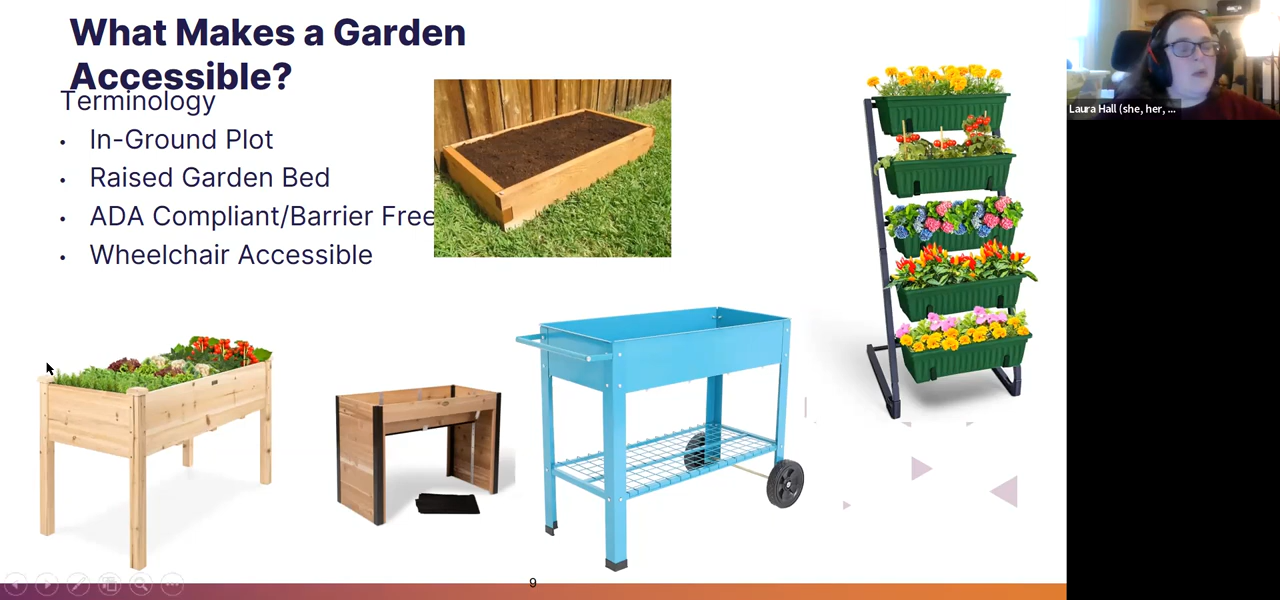 What Makes a Garden
Accessible?
Terminology
• In-Ground Plot
• Raised Garden Bed
• ADA Compliant/Barrier Free
• Wheelchair Accessible
Laura Hall (she, her, ...
9